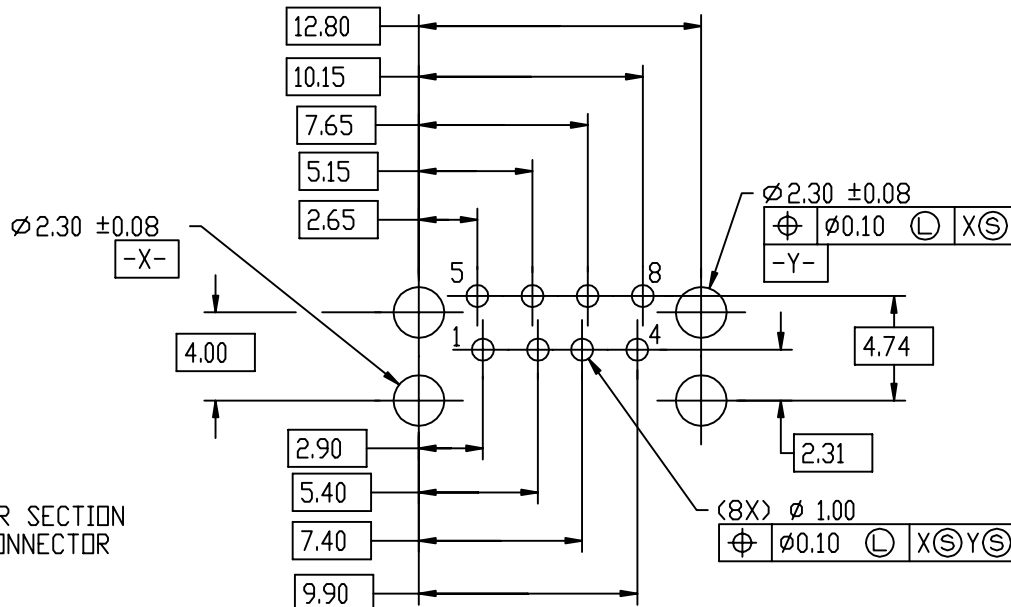 12.80
10.15
7.65
5.15
2.65
Ø2.30 ±0.08
-X-
Ø2.30 ±0.08
⌖ Ø0.10 Ⓛ XⓈ
-Y-
5
8
1
4
4.00
4.74
2.90
2.31
5.40
R SECTION
ONNECTOR
7.40
(8X) Ø 1.00
⌖ Ø0.10 Ⓛ XⓈYⓈ
9.90